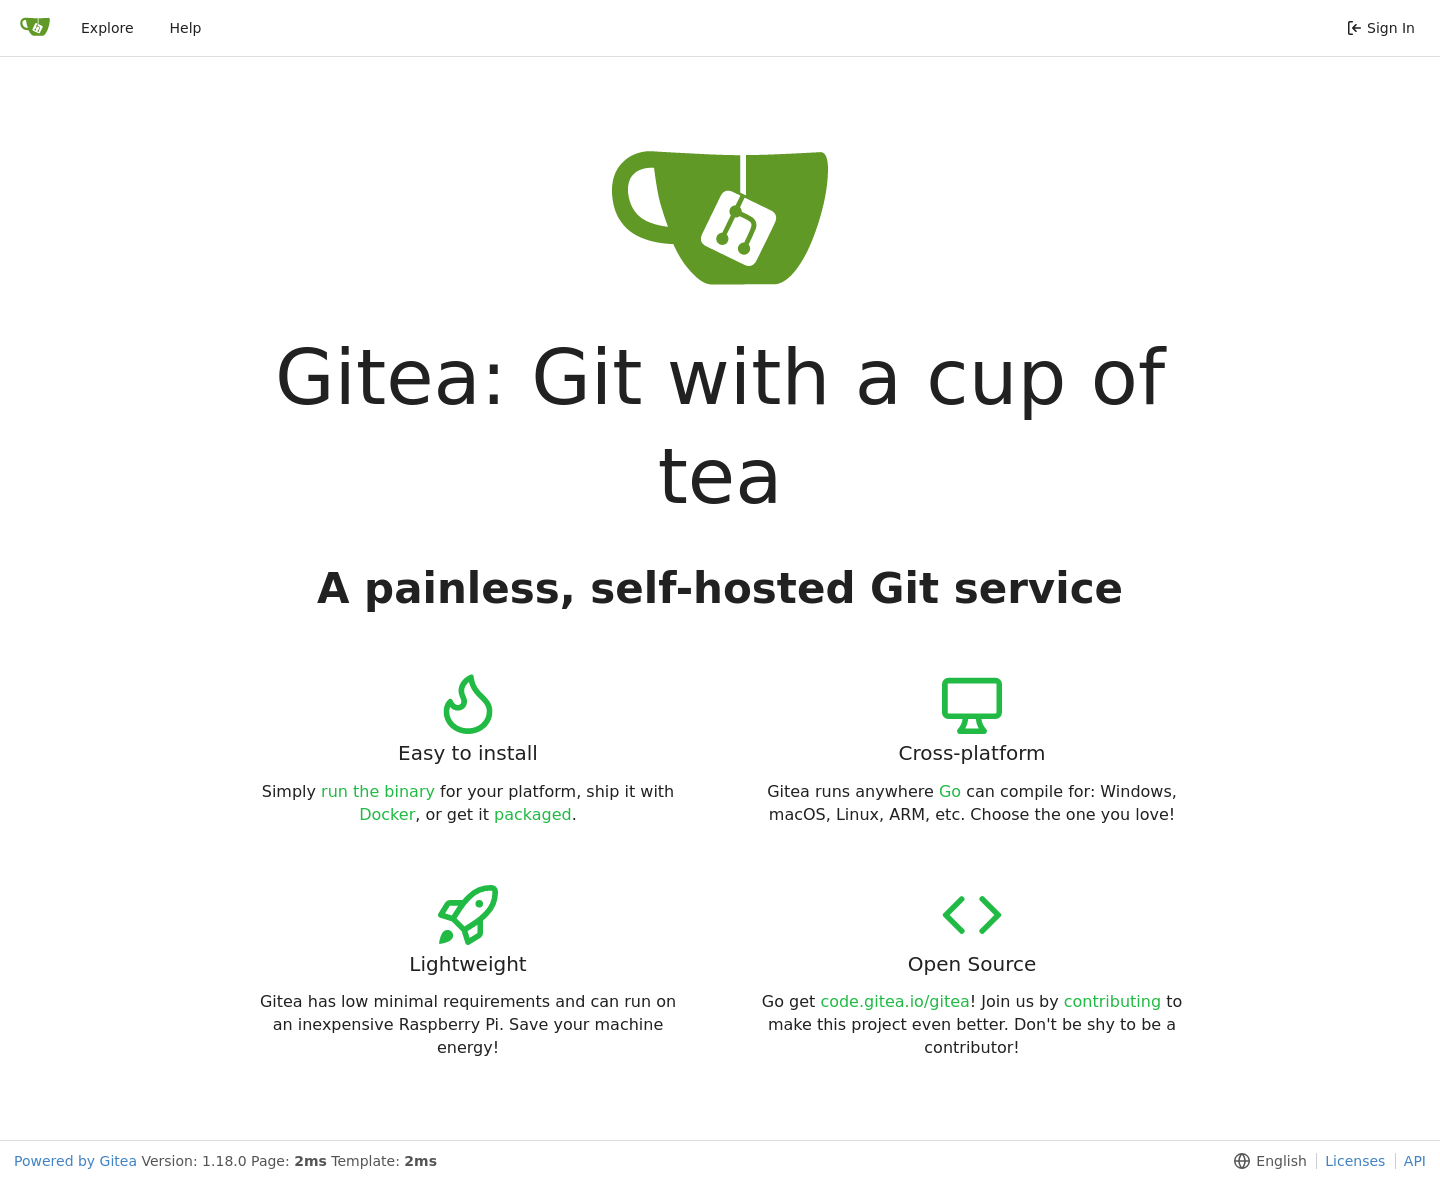 Explore Help Sign In
Gitea: Git with a cup of
tea
A painless, self-hosted Git service
Easy to install
Simply run the binary for your platform, ship it with
Docker, or get it packaged.
Cross-platform
Gitea runs anywhere Go can compile for: Windows,
macOS, Linux, ARM, etc. Choose the one you love!
Lightweight
Gitea has low minimal requirements and can run on
an inexpensive Raspberry Pi. Save your machine
energy!
Open Source
Go get code.gitea.io/gitea! Join us by contributing to
make this project even better. Don't be shy to be a
contributor!
Powered by Gitea Version: 1.18.0 Page: 2ms Template: 2ms English Licenses API